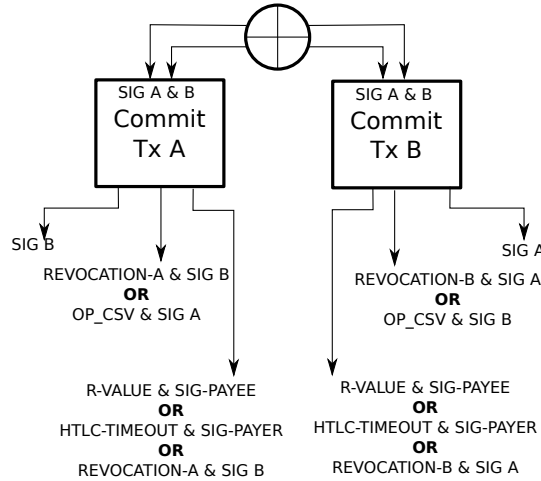 SIG A & B
Commit
Tx A
SIG B
REVOCATION-A & SIG B
OR
OP_CSV & SIG A
R-VALUE & SIG-PAYEE
OR
HTLC-TIMEOUT & SIG-PAYER
OR
REVOCATION-A & SIG B
SIG A & B
Commit
Tx B
SIG A
REVOCATION-B & SIG A
OR
OP_CSV & SIG B
R-VALUE & SIG-PAYEE
OR
HTLC-TIMEOUT & SIG-PAYER
OR
REVOCATION-B & SIG A